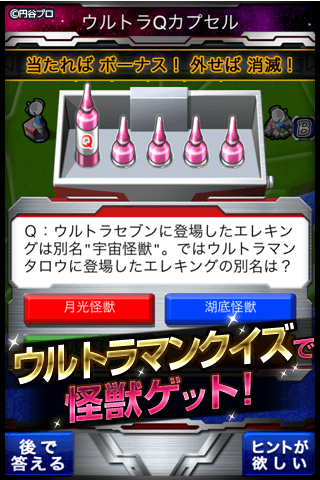 ©円谷プロ
ウルトラQカプセル
当たれば ボーナス！ 外せば 消滅！
B
Q
Q：ウルトラセブンに登場したエレキン
グは別名"宇宙怪獣"。ではウルトラマン
タロウに登場したエレキングの別名は？
月光怪獣
湖底怪獣
ウルトラマンクイズで
怪獣ゲット！
後で
答える
ヒントが
欲しい